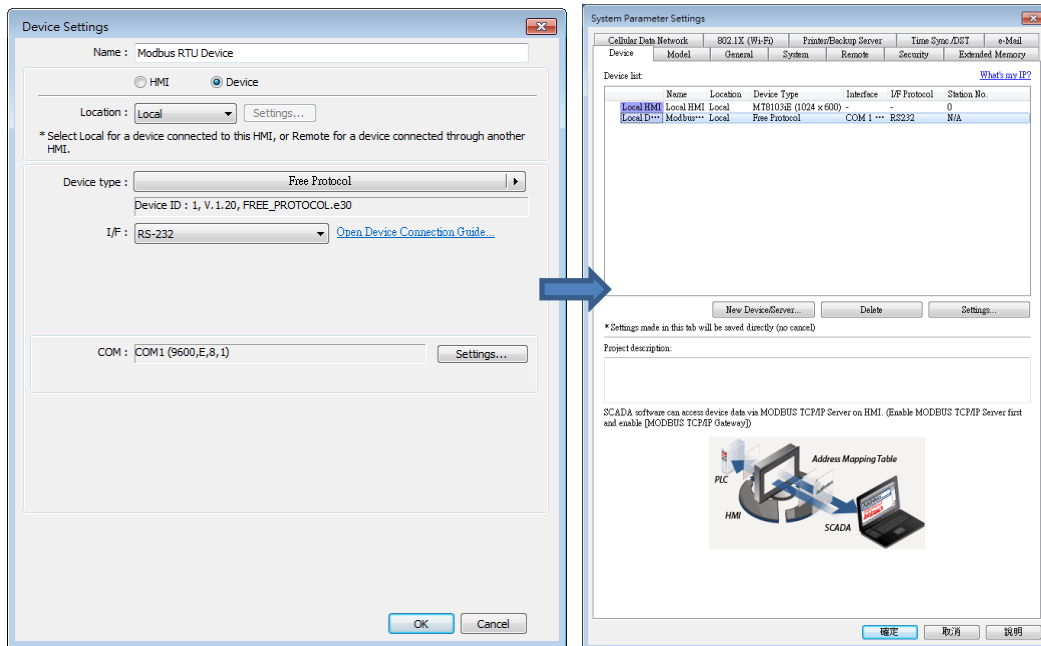 Device Settings
Name : Modbus RTU Device
HMI Device
Location : Local Settings...
* Select Local for a device connected to this HMI, or Remote for a device connected through another
HMI.
Device type : Free Protocol
Device ID : 1, V.1.20, FREE_PROTOCOL.e30
I/F : RS-232 Open Device Connection Guide...
COM : COM1 (9600,E,8,1) Settings...
OK Cancel
System Parameter Settings
Cellular Data Network 802.1X (Wi-Fi) Printer/Backup Server Time Sync./DST e-Mail
Device Model General System Remote Security Extended Memory
Device list: What's my IP?
Name Location Device Type Interface I/F Protocol Station No.
Local HMI Local HMI Local MT8103iE (1024 x 600) - - 0
Local D··· Modbus··· Local Free Protocol COM 1 ··· RS232 N/A
New Device/Server... Delete Settings...
* Settings made in this tab will be saved directly (no cancel)
Project description:
SCADA software can access device data via MODBUS TCP/IP Server on HMI. (Enable MODBUS TCP/IP Server first
and enable [MODBUS TCP/IP Gateway])
Address Mapping Table
PLC
HMI
SCADA
確定 取消 說明